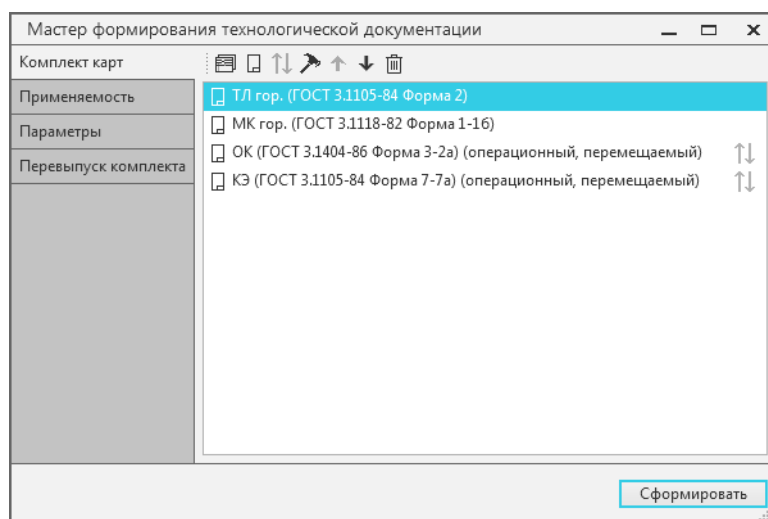 Мастер формирования технологической документации
Комплект карт
Применяемость
Параметры
Перевыпуск комплекта
ТЛ гор. (ГОСТ 3.1105-84 Форма 2)
МК гор. (ГОСТ 3.1118-82 Форма 1-1б)
ОК (ГОСТ 3.1404-86 Форма 3-2а) (операционный, перемещаемый)
КЭ (ГОСТ 3.1105-84 Форма 7-7а) (операционный, перемещаемый)
Сформировать